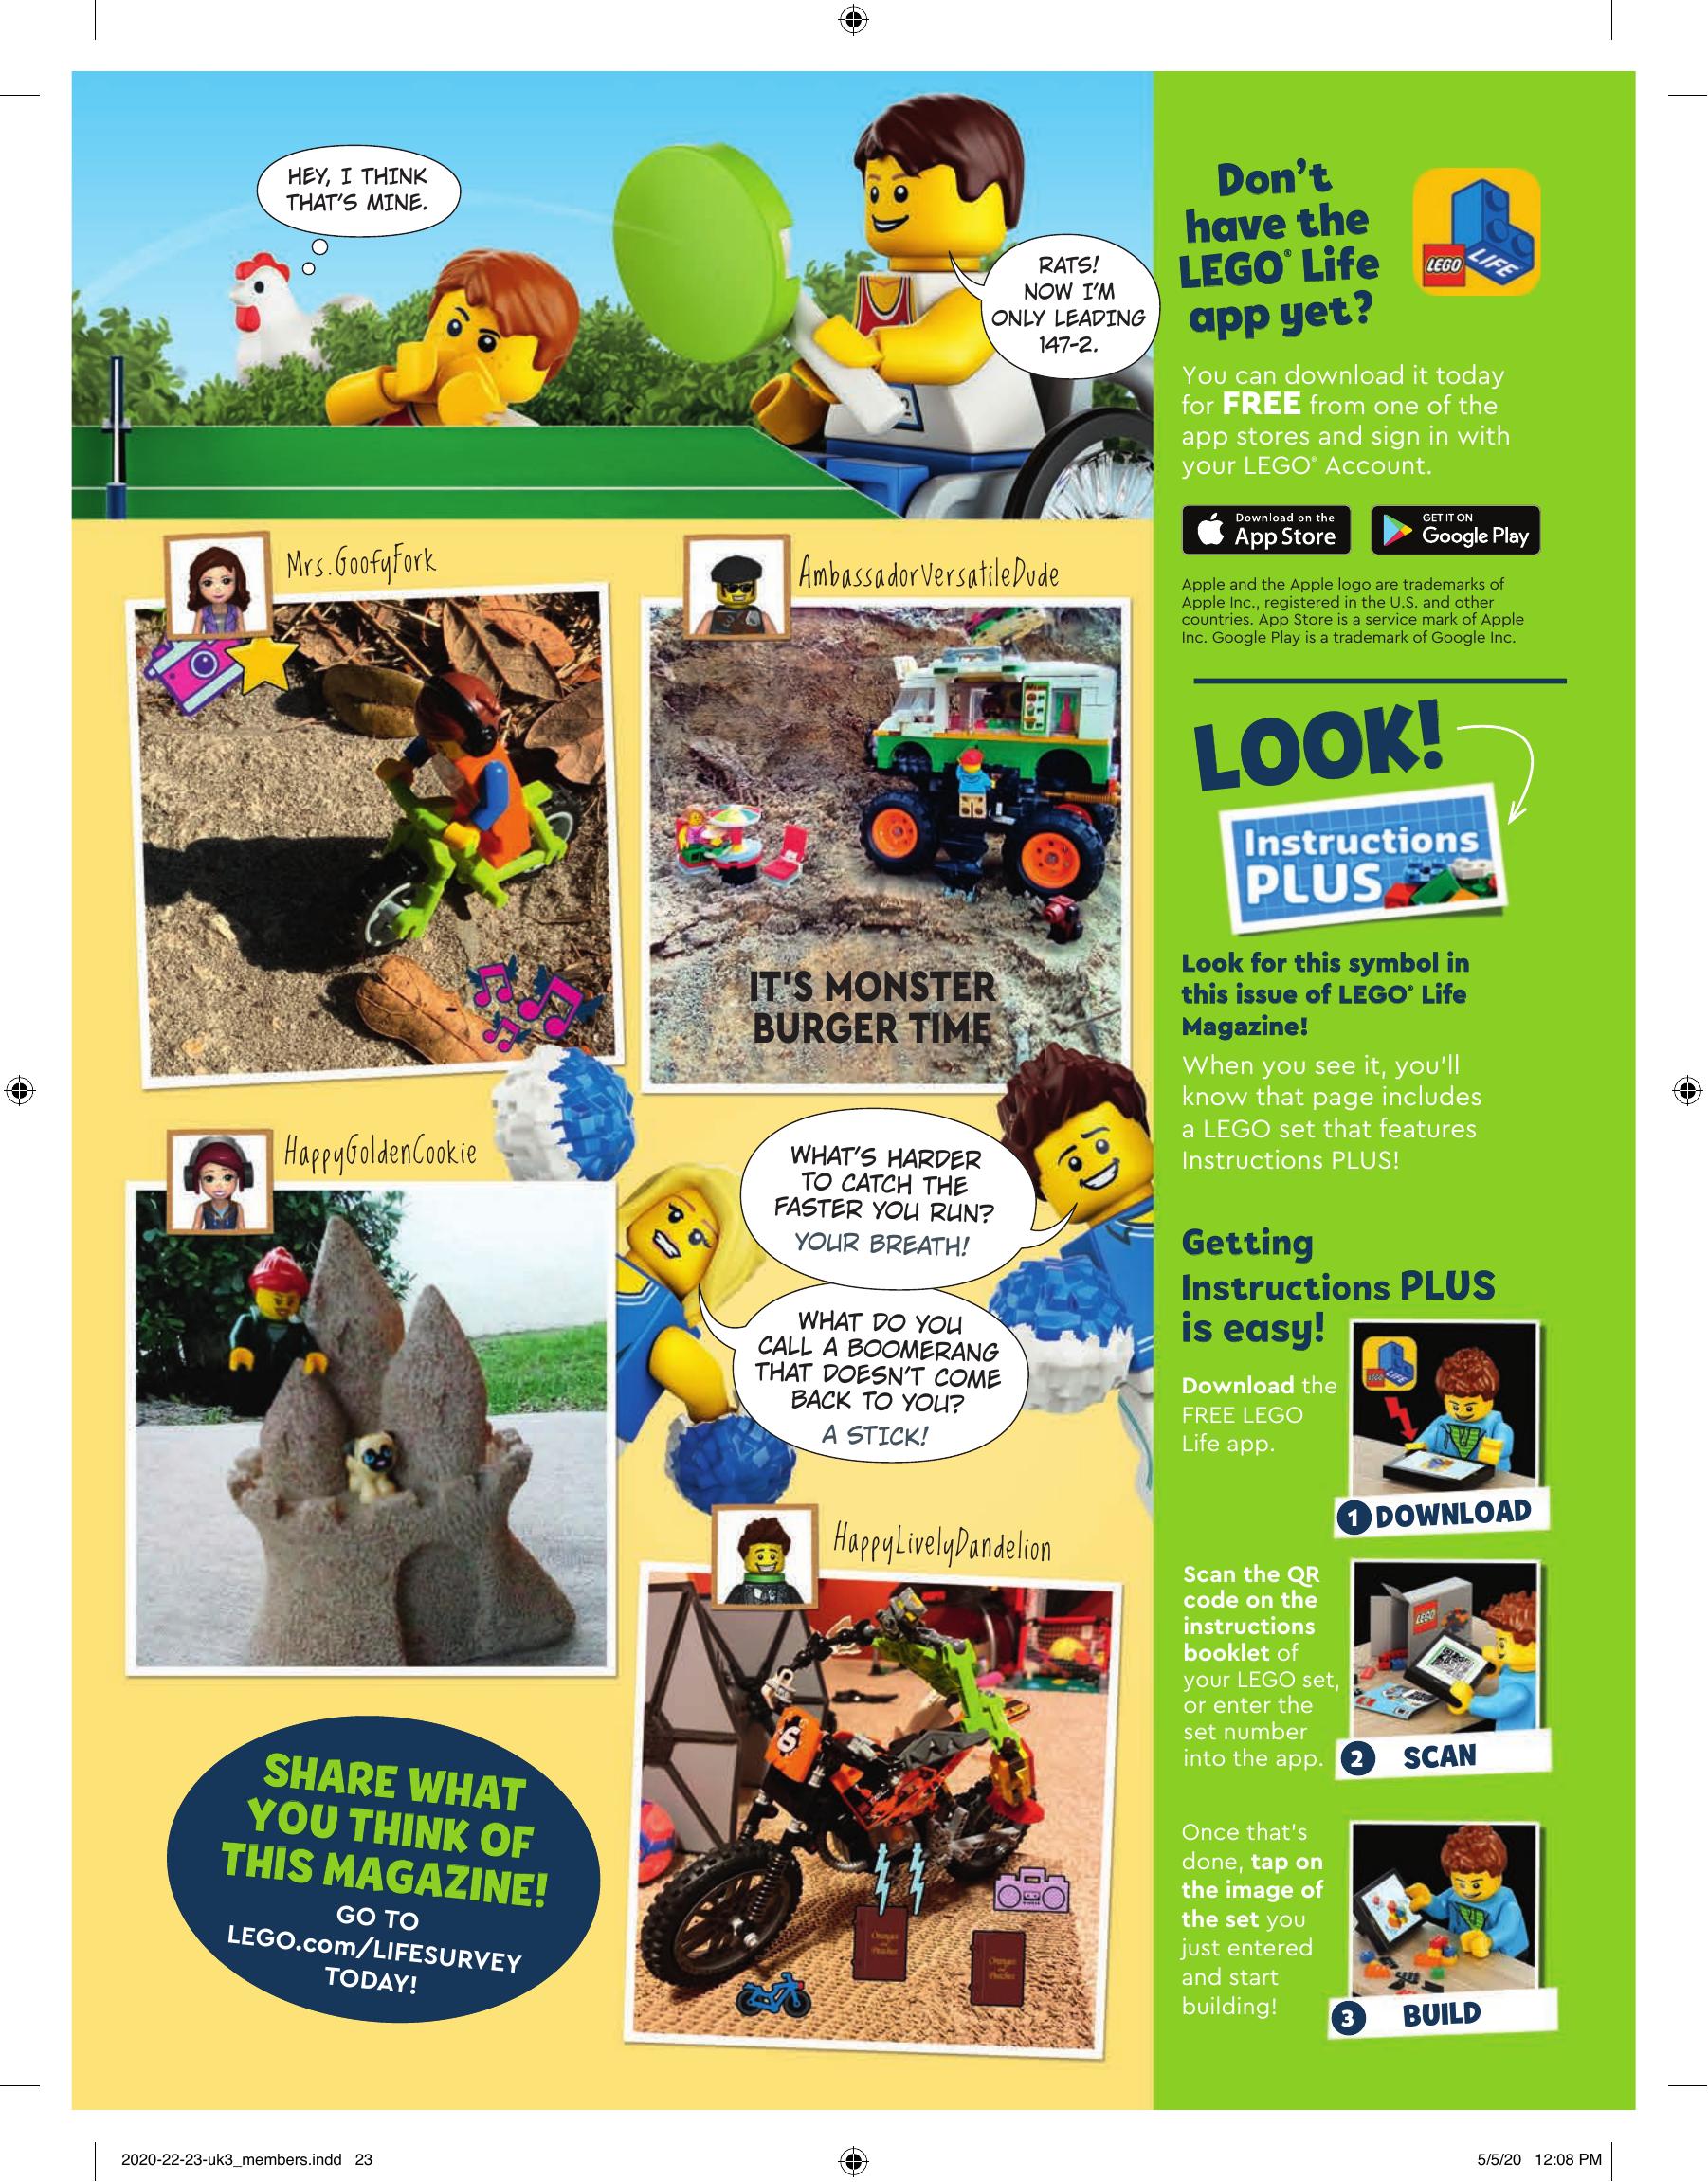 HEY, I THINK
THAT'S MINE.
RATS!
NOW I'M
ONLY LEADING
147-2.
Mrs.GoofyFork
AmbassadorVersatileDude
IT'S MONSTER
BURGER TIME
HappyGoldenCookie
WHAT'S HARDER
TO CATCH THE
FASTER YOU RUN?
YOUR BREATH!
WHAT DO YOU
CALL A BOOMERANG
THAT DOESN'T COME
BACK TO YOU?
A STICK!
HappyLivelyDandelion
6
Oranges
and
Peaches
Oranges
and
Peaches
SHARE WHAT
YOU THINK OF
THIS MAGAZINE!
GO TO
LEGO.com/LIFESURVEY
TODAY!
Don't
have the
LEGO® Life
app yet?
LEGO LIFE
You can download it today
for FREE from one of the
app stores and sign in with
your LEGO® Account.
Download on the
App Store
GET IT ON
Google Play
Apple and the Apple logo are trademarks of
Apple Inc., registered in the U.S. and other
countries. App Store is a service mark of Apple
Inc. Google Play is a trademark of Google Inc.
LOOK!
Instructions
PLUS
Look for this symbol in
this issue of LEGO® Life
Magazine!
When you see it, you'll
know that page includes
a LEGO set that features
Instructions PLUS!
Getting
Instructions PLUS
is easy!
Download the
FREE LEGO
Life app.
LEGO LIFE
1 DOWNLOAD
Scan the QR
code on the
instructions
booklet of
your LEGO set,
or enter the
set number
into the app.
LEGO
2 SCAN
Once that's
done, tap on
the image of
the set you
just entered
and start
building!
3 BUILD
2020-22-23-uk3_members.indd 23
5/5/20 12:08 PM